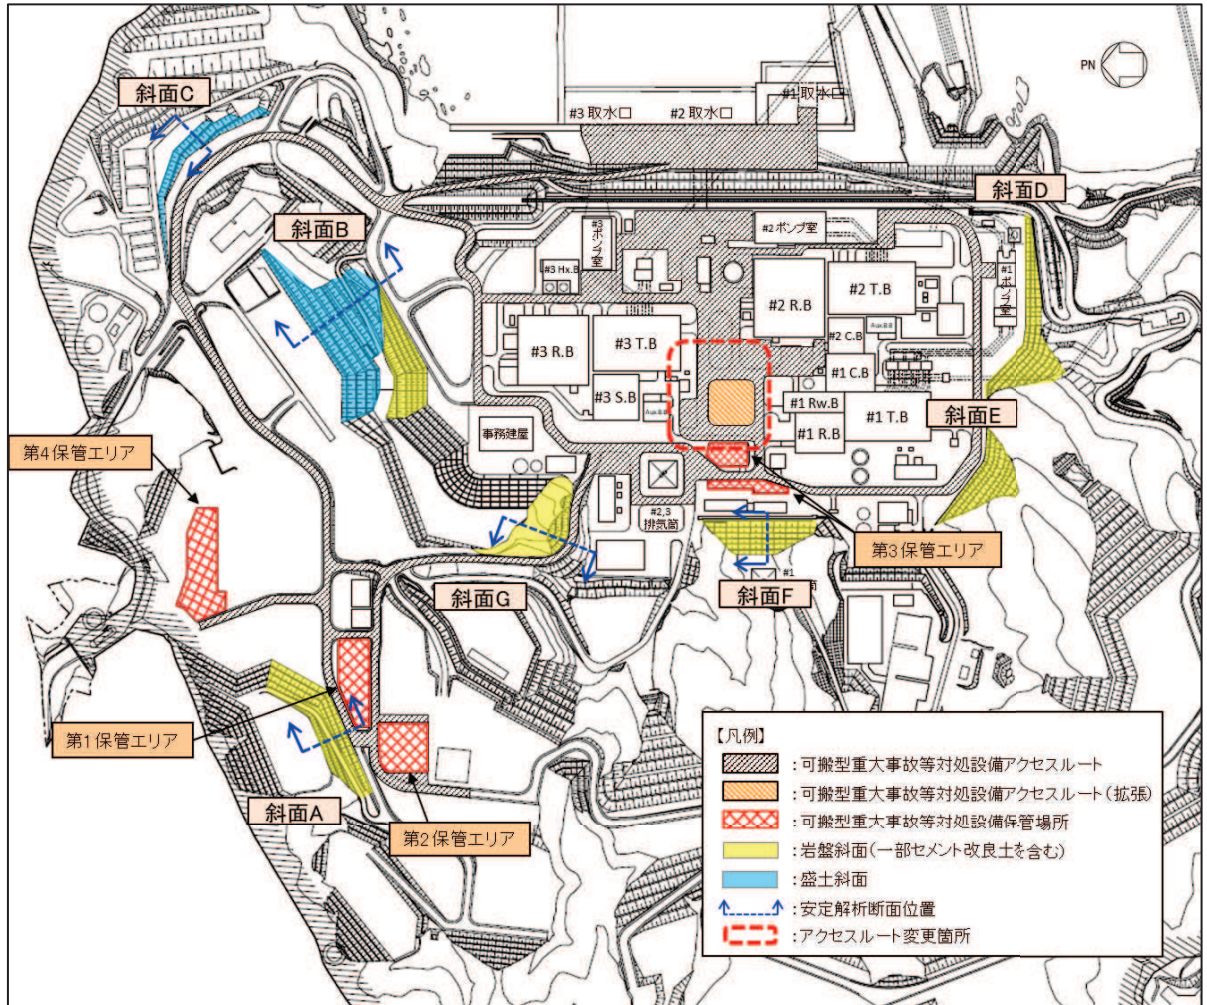 斜面C
PN
#1 取水口
#3 取水口
#2 取水口
斜面D
斜面B
#3 ポンプ室
#2 ポンプ室
#1 ポンプ室
#3 Hx.B
#2 R.B
#2 T.B
Aux.B.B
#2 C.B
#3 R.B
#3 T.B
#1 C.B
#3 S.B
Aux.B.B
#1 Rw.B
#1 T.B
斜面E
#1 R.B
事務建屋
第4保管エリア
#2,3
排気筒
第3保管エリア
#1
筒
斜面G
斜面F
第1保管エリア
斜面A
第2保管エリア
【凡例】
:可搬型重大事故等対処設備アクセスルート
:可搬型重大事故等対処設備アクセスルート(拡張)
:可搬型重大事故等対処設備保管場所
:岩盤斜面(一部セメント改良土を含む)
:盛土斜面
:安定解析断面位置
:アクセスルート変更箇所